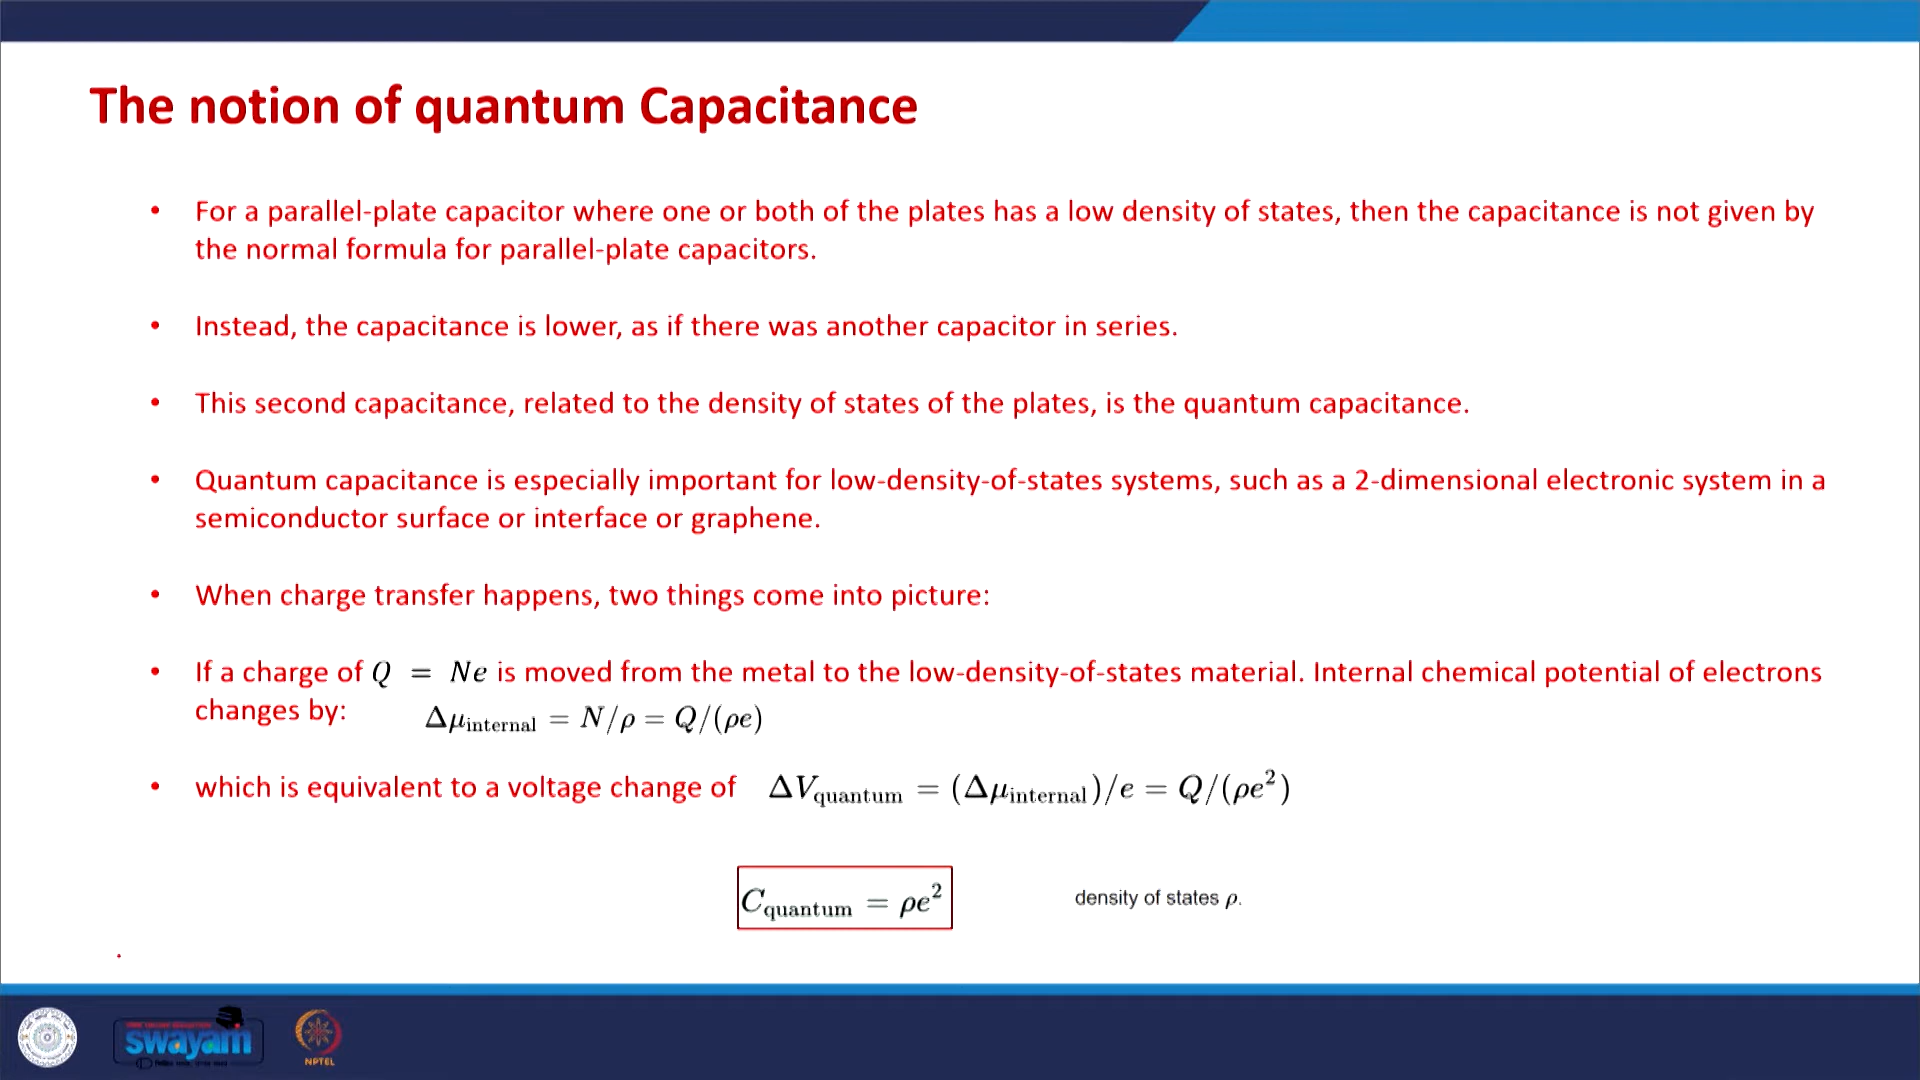 The notion of quantum Capacitance
• For a parallel-plate capacitor where one or both of the plates has a low density of states, then the capacitance is not given by
the normal formula for parallel-plate capacitors.
• Instead, the capacitance is lower, as if there was another capacitor in series.
• This second capacitance, related to the density of states of the plates, is the quantum capacitance.
• Quantum capacitance is especially important for low-density-of-states systems, such as a 2-dimensional electronic system in a
semiconductor surface or interface or graphene.
• When charge transfer happens, two things come into picture:
• If a charge of Q = Ne is moved from the metal to the low-density-of-states material. Internal chemical potential of electrons
changes by: Δμ_internal = N/ρ = Q/(ρe)
• which is equivalent to a voltage change of ΔV_quantum = (Δμ_internal)/e = Q/(ρe²)
C_quantum = ρe² density of states ρ.
.
swayam
NPTEL